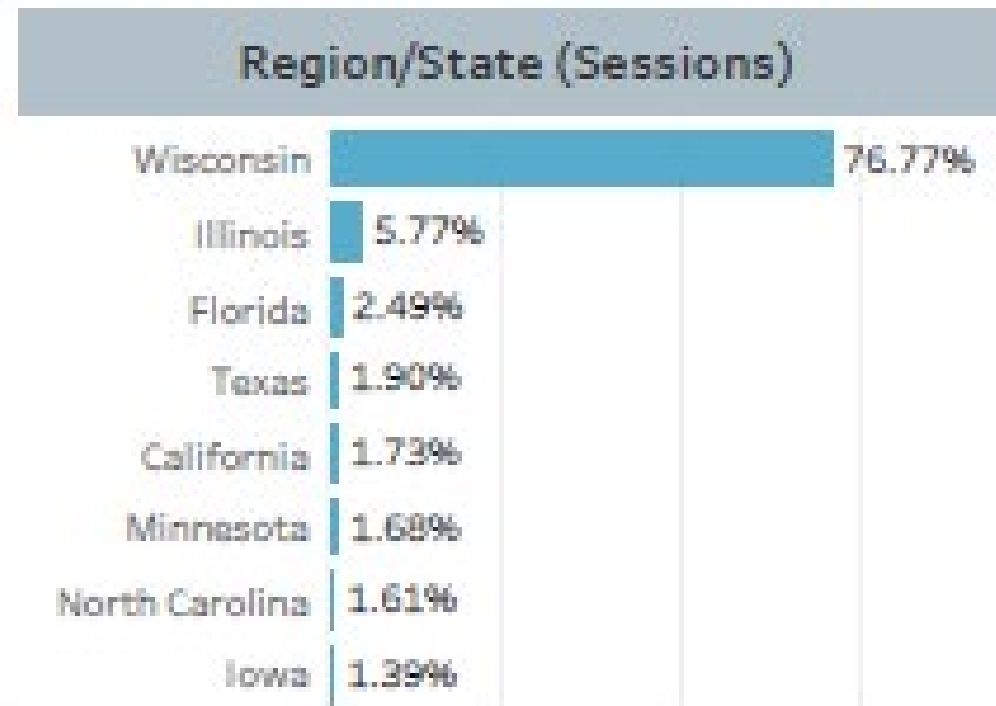 Region/State (Sessions)
Wisconsin 76.77%
Illinois 5.77%
Florida 2.49%
Texas 1.90%
California 1.73%
Minnesota 1.68%
North Carolina 1.61%
Iowa 1.39%